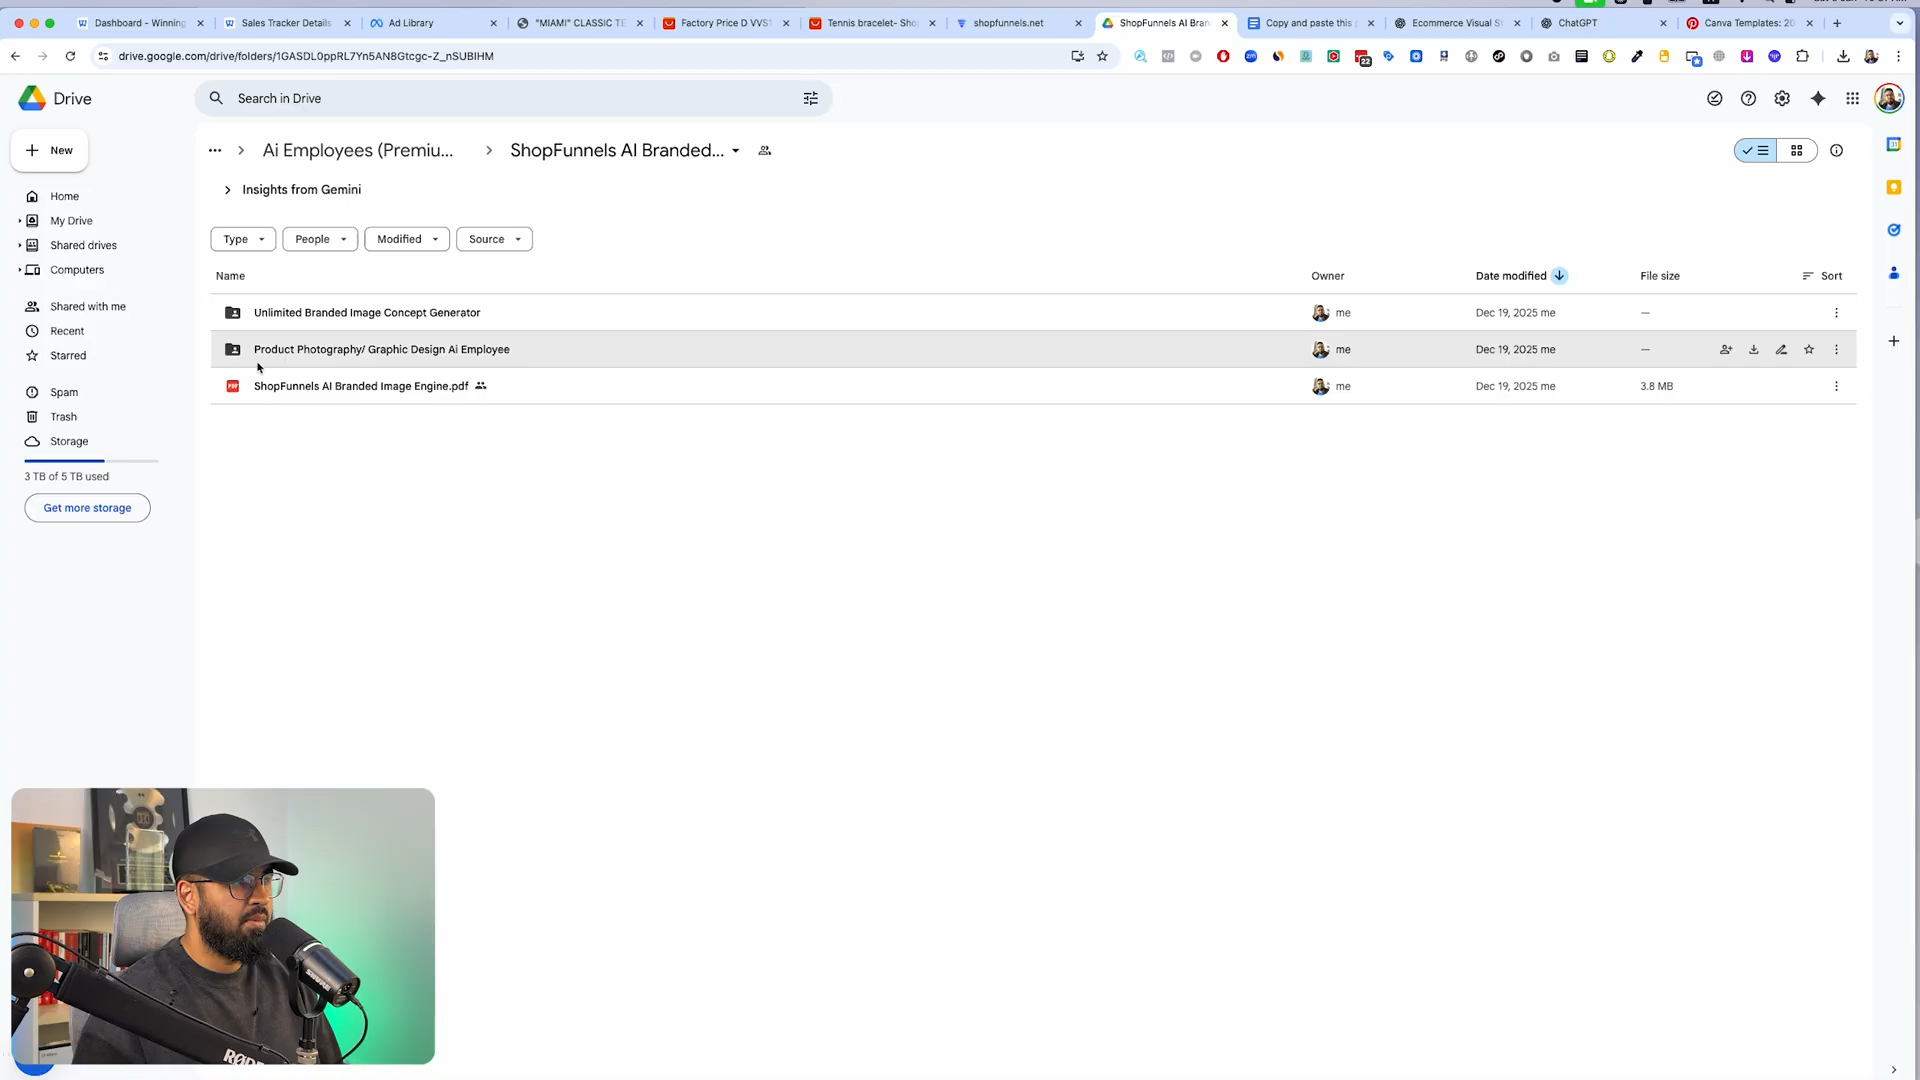 Dashboard - Winning
Sales Tracker Details
Ad Library
"MIAMI" CLASSIC TE
Factory Price D VVS1
Tennis bracelet- Sho
shopfunnels.net
ShopFunnels AI Bran
Copy and paste this
Ecommerce Visual S
ChatGPT
Canva Templates: 20
drive.google.com/drive/folders/1GASDL0ppRL7Yn5AN8Gtcgc-Z_nSUBIHM
22
Drive
Search in Drive
New
Ai Employees (Premiu...
ShopFunnels AI Branded...
Insights from Gemini
Home
My Drive
Shared drives
Computers
Shared with me
Recent
Starred
Spam
Trash
Storage
3 TB of 5 TB used
Get more storage
Type
People
Modified
Source
Name
Owner
Date modified
File size
Sort
Unlimited Branded Image Concept Generator
me
Dec 19, 2025 me
—
Product Photography/ Graphic Design Ai Employee
me
Dec 19, 2025 me
—
PDF
ShopFunnels AI Branded Image Engine.pdf
me
Dec 19, 2025 me
3.8 MB
31
SHURE
RØDE